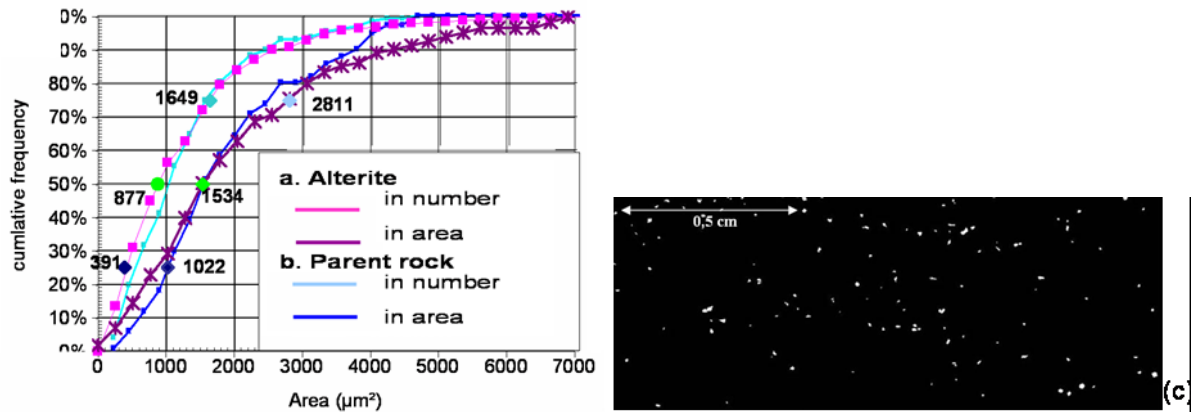 cumlative frequency
0%
0%
80%
70%
60%
50%
40%
30%
20%
10%
0%
1649
2811
877
1534
391
1022
a. Alterite
in number
in area
b. Parent rock
in number
in area
0 1000 2000 3000 4000 5000 6000 7000
Area (µm²)
0,5 cm
(c)